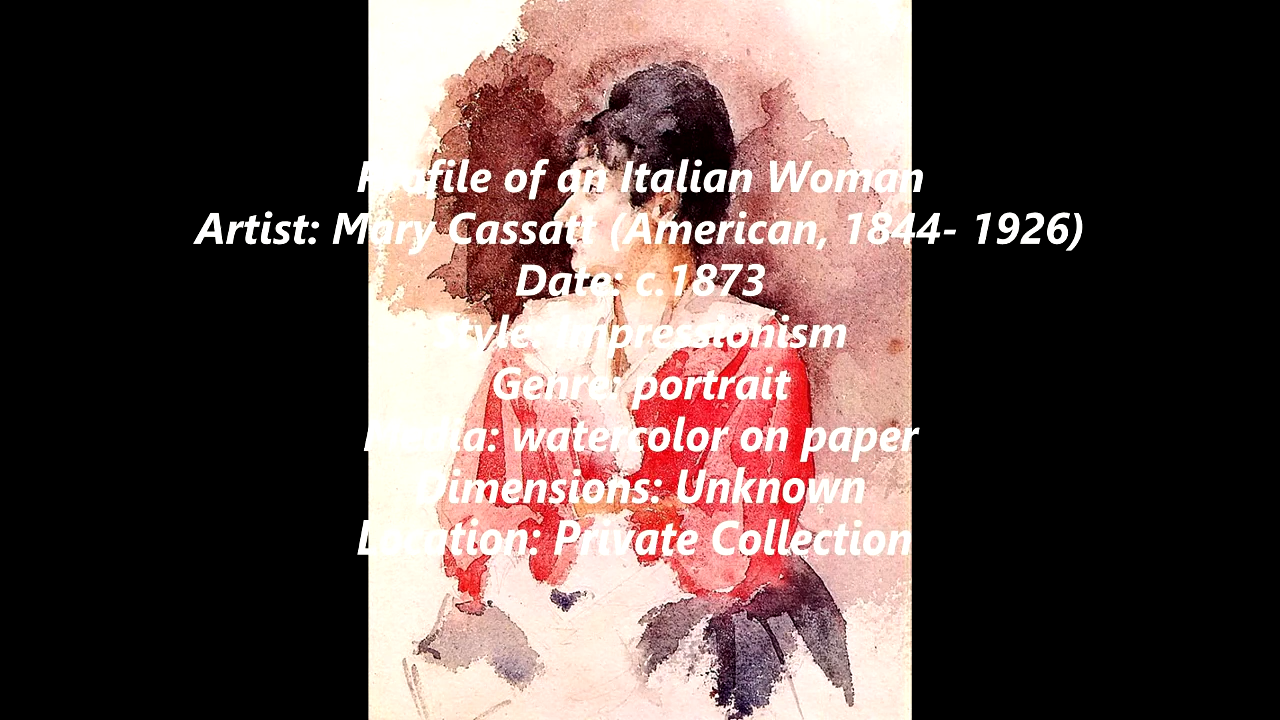 Profile of an Italian Woman
Artist: Mary Cassatt (American, 1844- 1926)
Date: c.1873
Style: Impressionism
Genre: portrait
Media: watercolor on paper
Dimensions: Unknown
Location: Private Collection